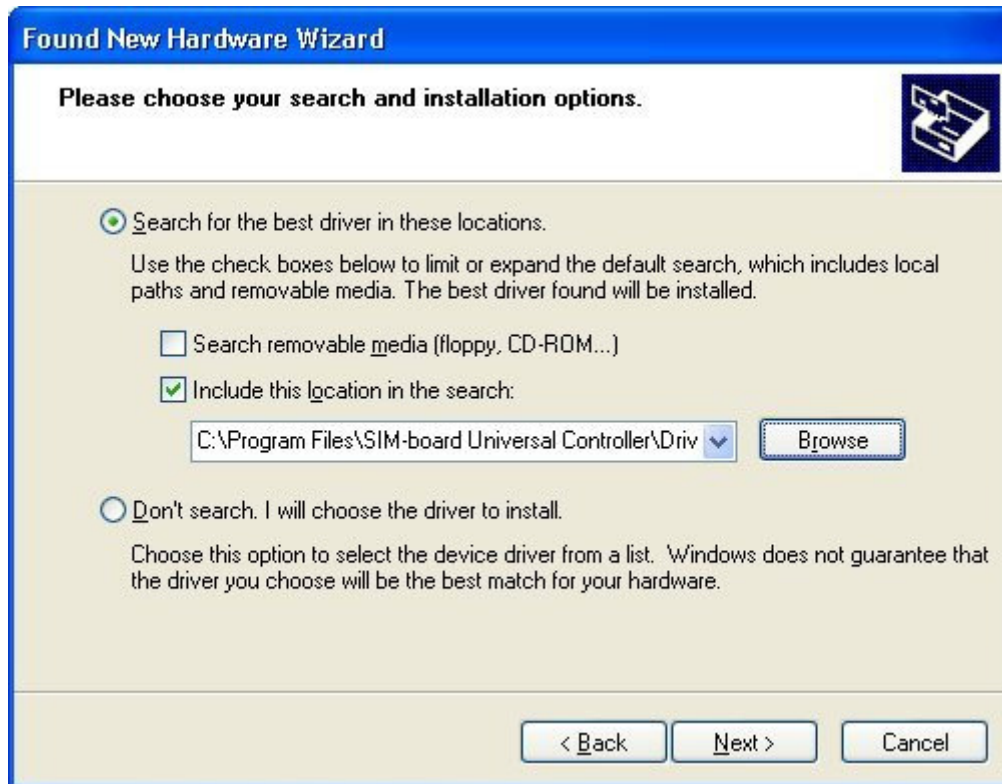 Found New Hardware Wizard
Please choose your search and installation options.
Search for the best driver in these locations.
Use the check boxes below to limit or expand the default search, which includes local
paths and removable media. The best driver found will be installed.
Search removable media (floppy, CD-ROM...)
Include this location in the search:
C:\Program Files\SIM-board Universal Controller\Driv
Browse
Don't search. I will choose the driver to install.
Choose this option to select the device driver from a list. Windows does not guarantee that
the driver you choose will be the best match for your hardware.
< Back
Next >
Cancel